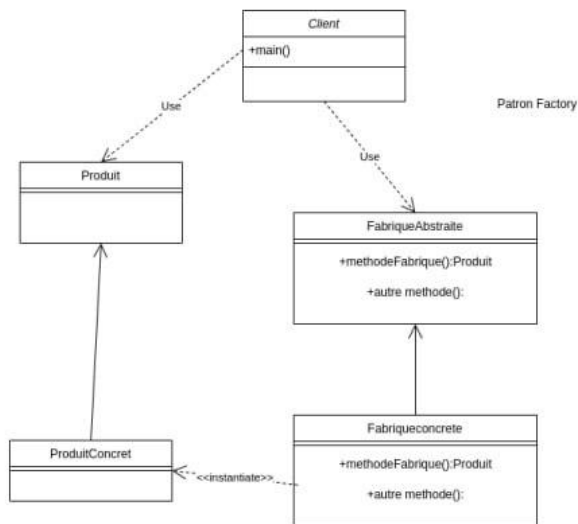 Client
+main()
Patron Factory
Use
Use
Produit
FabriqueAbstraite
+methodeFabrique():Produit
+autre methode():
ProduitConcret
<<instantiate>>
Fabriqueconcrete
+methodeFabrique():Produit
+autre methode():